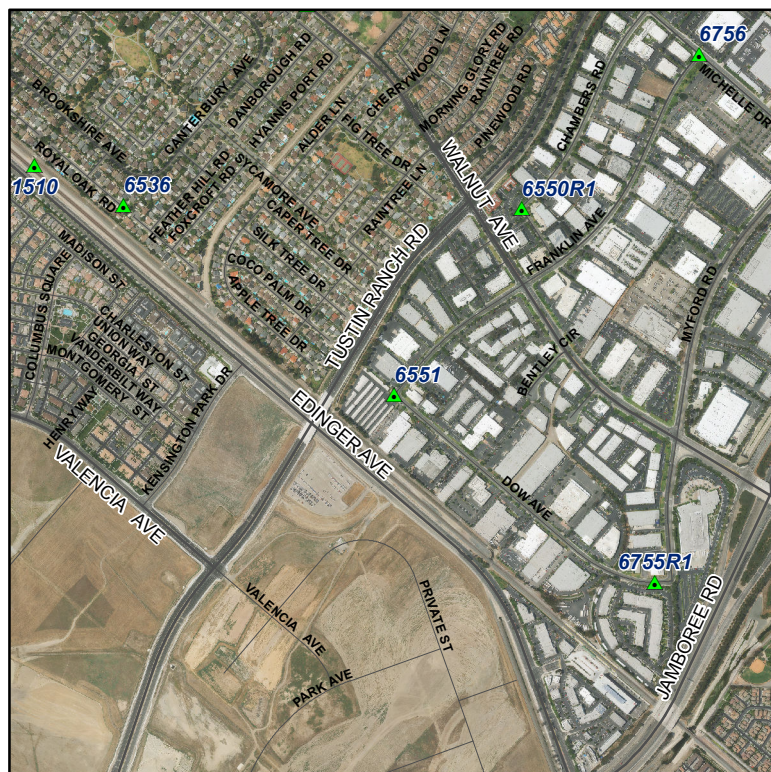 6756
MICHELLE DR
CHERRYWOOD LN
MORNING GLORY RD
RAINTREE RD
PINEWOOD RD
CHAMBERS RD
DANBOROUGH RD
CANTERBURY AVE
HYANNIS PORT RD
BROOKSHIRE AVE
ALDER LN
FIG TREE DR
WALNUT AVE
ROYAL OAK RD
1510
6536
FEATHER HILL RD
FOXCROFT RD
SYCAMORE AVE
CAPER TREE DR
RAINTREE LN
6550R1
FRANKLIN AVE
SILK TREE DR
COCO PALM DR
APPLE TREE DR
TUSTIN RANCH RD
MADISON ST
COLUMBUS SQUARE
CHARLESTON ST
UNION WAY
GEORGIA ST
VANDERBILT WAY
MONTGOMERY ST
HENRY WAY
KENSINGTON PARK DR
MYFORD RD
BENTLEY CIR
6551
EDINGER AVE
VALENCIA AVE
DOW AVE
6755R1
VALENCIA AVE
PRIVATE ST
PARK AVE
JAMBOREE RD